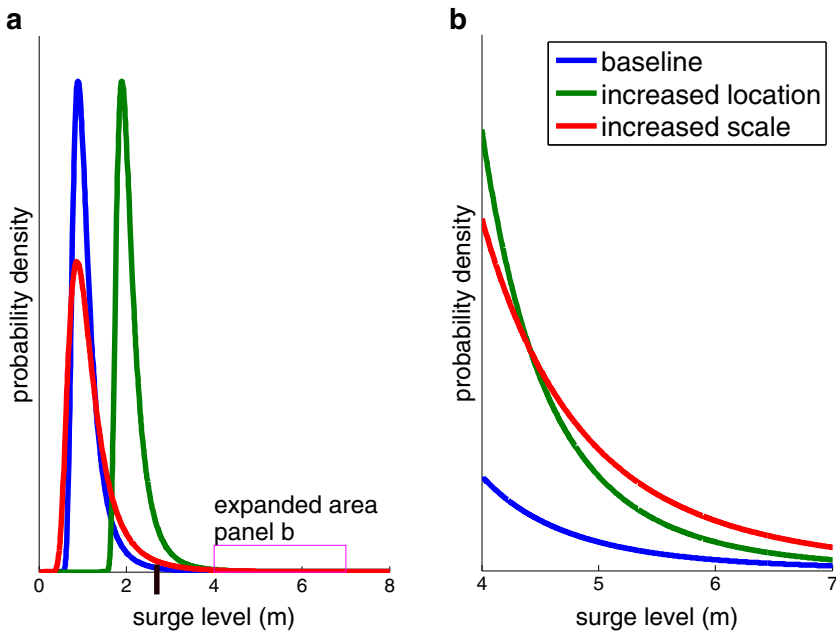 a
probability density
expanded area
panel b
0 2 4 6 8
surge level (m)
b
baseline
increased location
increased scale
probability density
4 5 6 7
surge level (m)